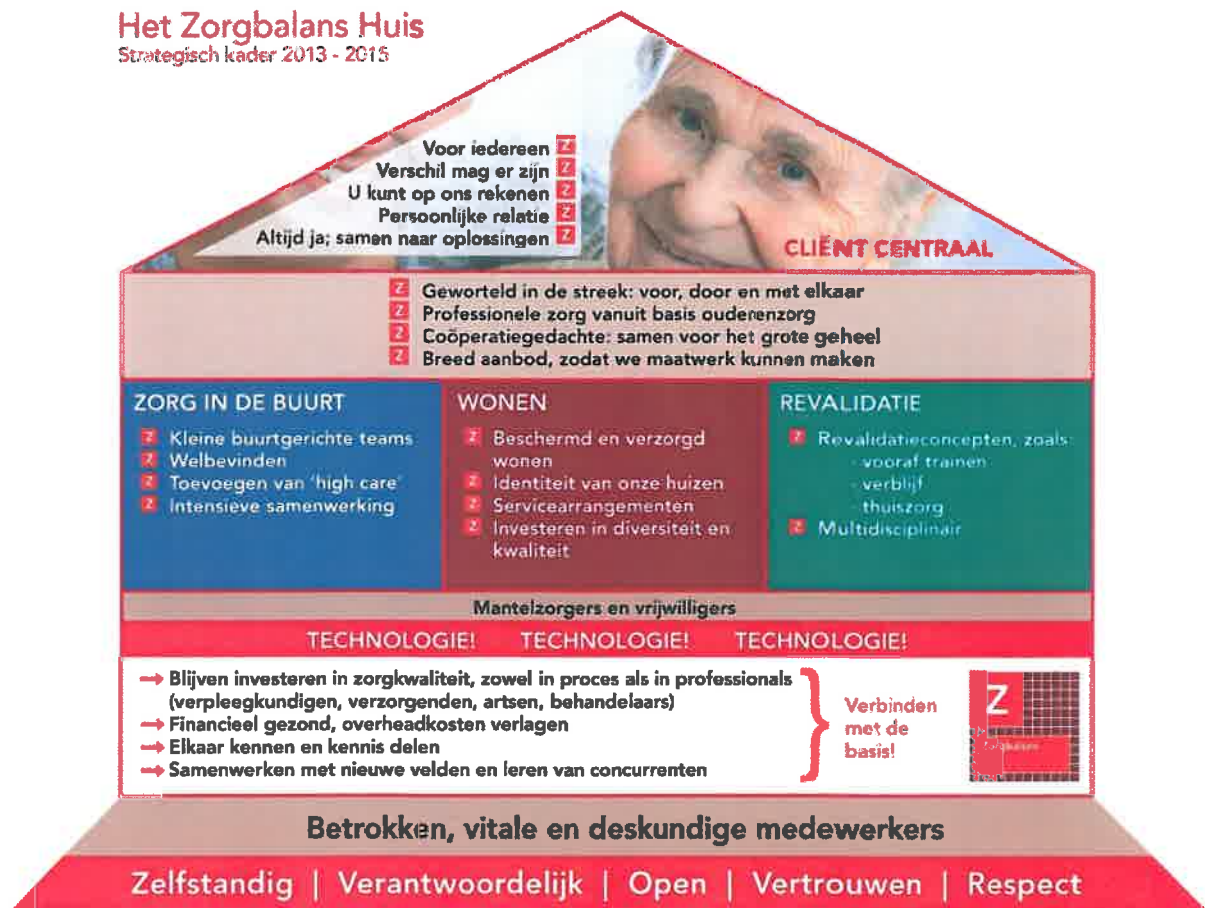 Het Zorgbalans Huis
Strategisch kader 2013 - 2015
Voor iedereen
Verschil mag er zijn
U kunt op ons rekenen
Persoonlijke relatie
Altijd ja; samen naar oplossingen
CLIËNT CENTRAAL
Geworteld in de streek: voor, door en met elkaar
Professionele zorg vanuit basis ouderenzorg
Coöperatiegedachte: samen voor het grote geheel
Breed aanbod, zodat we maatwerk kunnen maken
ZORG IN DE BUURT
Kleine buurtgerichte teams
Welbevinden
Toevoegen van 'high care'
Intensieve samenwerking
WONEN
Beschermd en verzorgd
wonen
Identiteit van onze huizen
Servicearrangementen
Investeren in diversiteit en
kwaliteit
REVALIDATIE
Revalidatieconcepten, zoals:
- vooraf trainen
- verblijf
- thuiszorg
Multidisciplinair
Mantelzorgers en vrijwilligers
TECHNOLOGIE! TECHNOLOGIE! TECHNOLOGIE!
→ Blijven investeren in zorgkwaliteit, zowel in proces als in professionals
(verpleegkundigen, verzorgenden, artsen, behandelaars)
→ Financieel gezond, overheadkosten verlagen
→ Elkaar kennen en kennis delen
→ Samenwerken met nieuwe velden en leren van concurrenten
Verbinden
met de
basis!
Z
Zorgbalans
Betrokken, vitale en deskundige medewerkers
Zelfstandig | Verantwoordelijk | Open | Vertrouwen | Respect